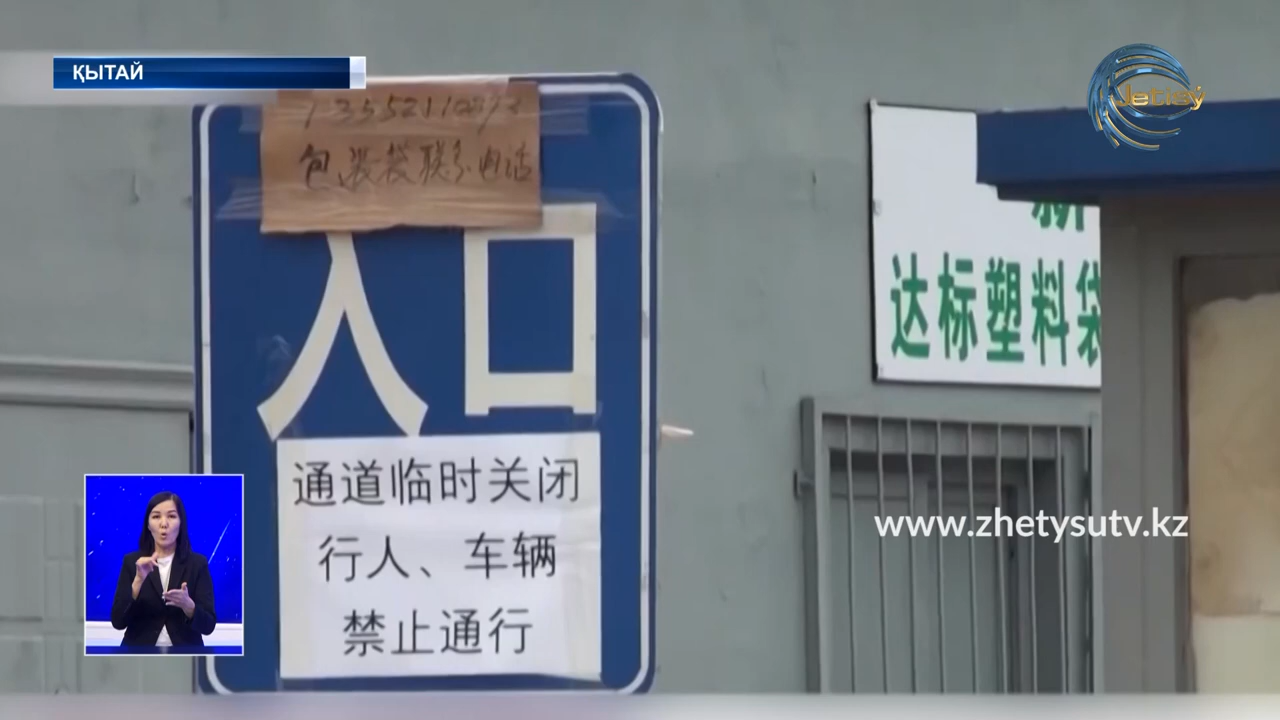 ҚЫТАЙ
Jetisý
包装袋联系电话
入口
通道临时关闭
行人、车辆
禁止通行
达标塑料袋
www.zhetysutv.kz